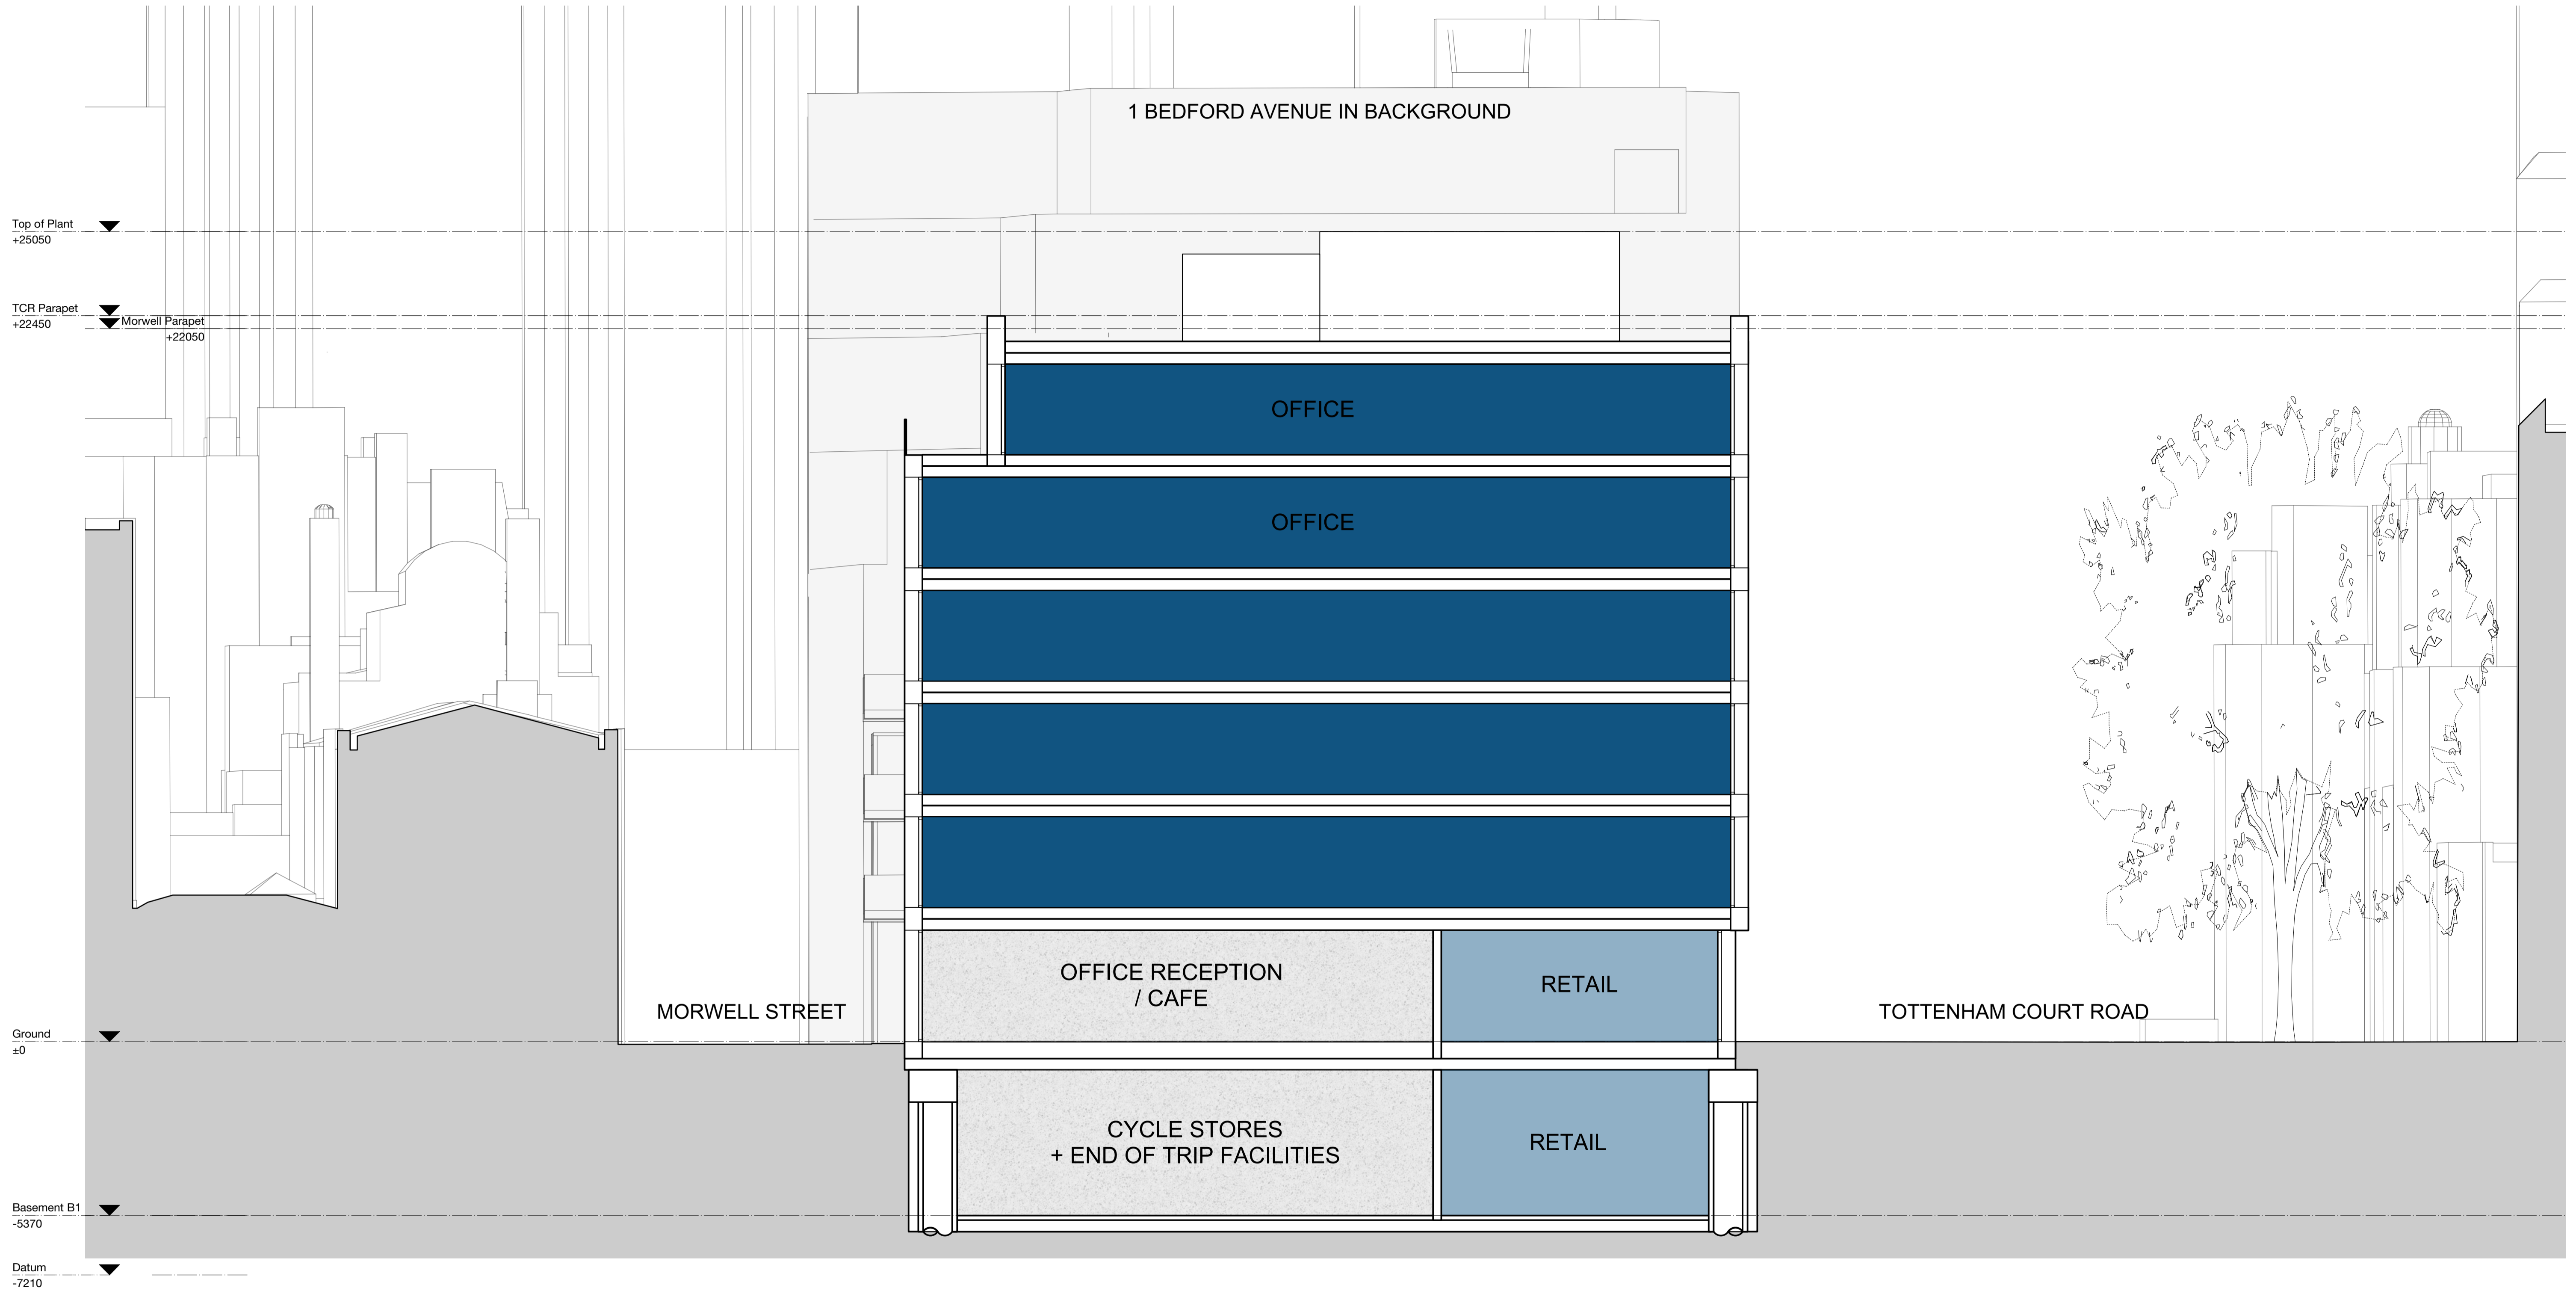 1 BEDFORD AVENUE IN BACKGROUND
Top of Plant
+25050
TCR Parapet
+22450
Morwell Parapet
+22050
OFFICE
OFFICE
OFFICE RECEPTION
/ CAFE
RETAIL
MORWELL STREET
TOTTENHAM COURT ROAD
Ground
±0
CYCLE STORES
+ END OF TRIP FACILITIES
RETAIL
Basement B1
-5370
Datum
-7210